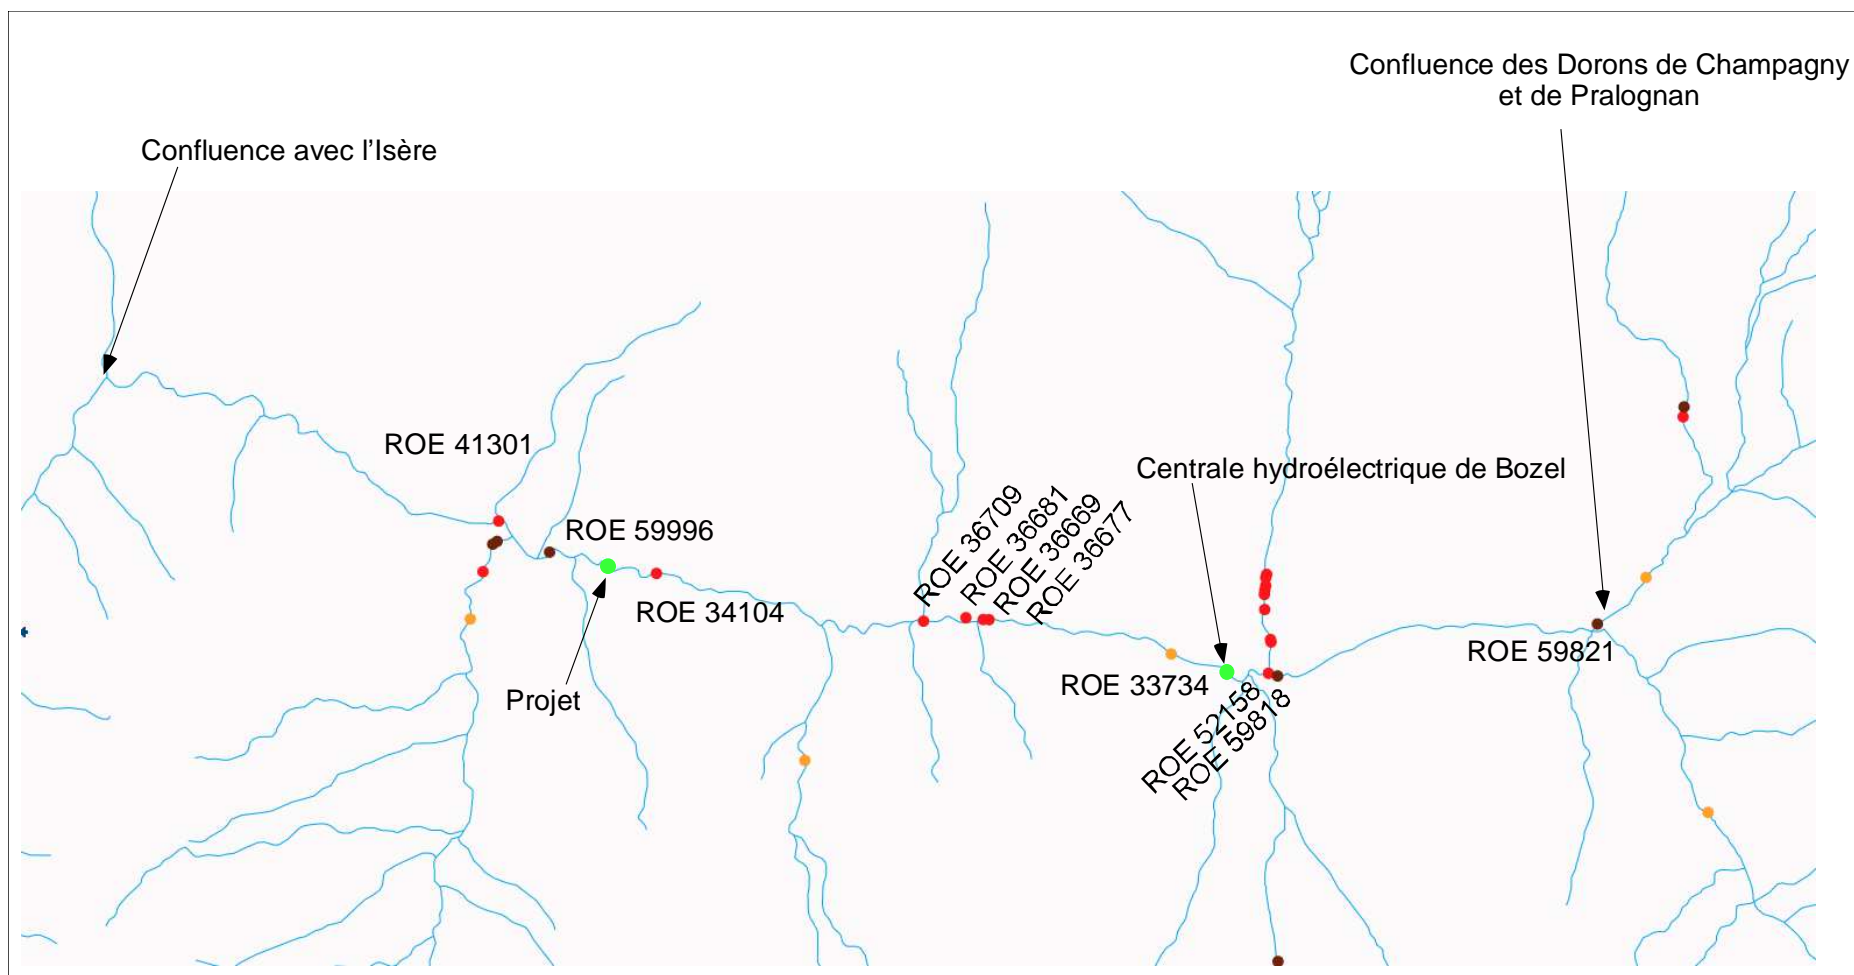 Confluence des Dorons de Champagny
et de Pralognan
Confluence avec l'Isère
ROE 41301
Centrale hydroélectrique de Bozel
ROE 59996
ROE 36709
ROE 36681
ROE 36669
ROE 36677
ROE 34104
ROE 59821
Projet
ROE 33734
ROE 52158
ROE 59818